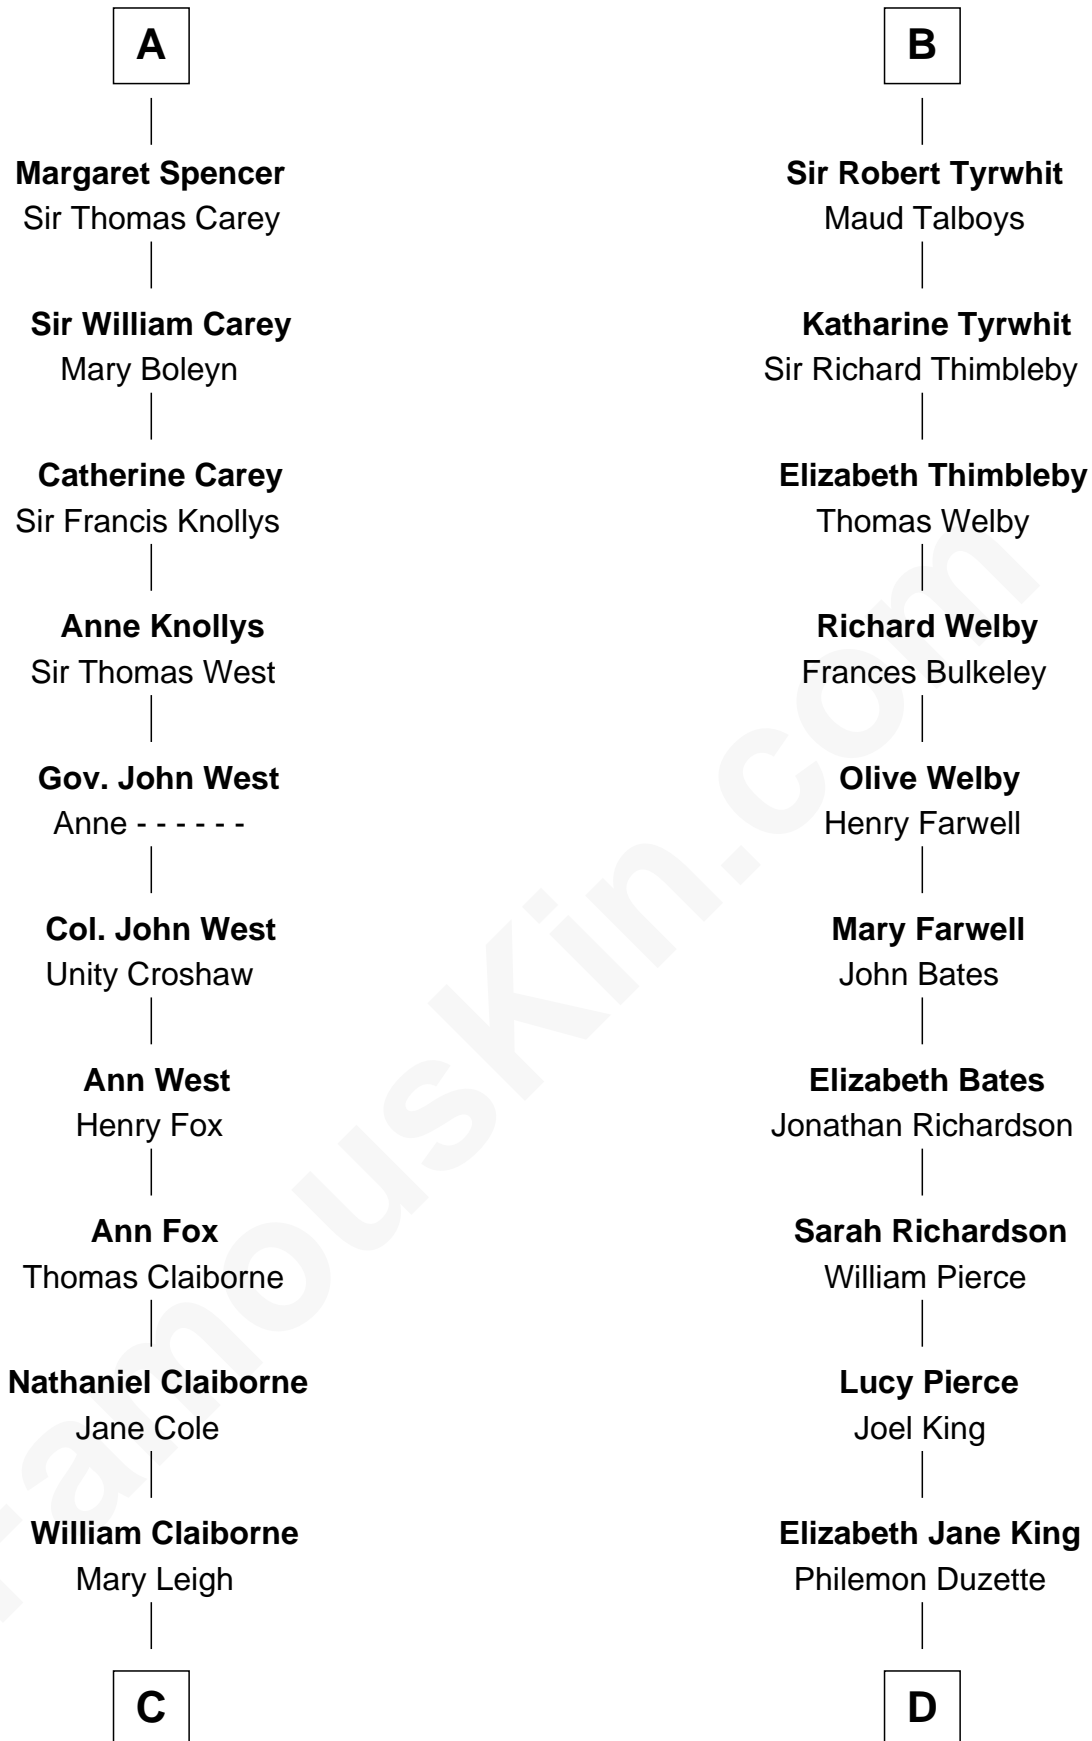 A
Margaret Spencer
Sir Thomas Carey
Sir William Carey
Mary Boleyn
Catherine Carey
Sir Francis Knollys
Anne Knollys
Sir Thomas West
Gov. John West
Anne - - - - - -
Col. John West
Unity Croshaw
Ann West
Henry Fox
Ann Fox
Thomas Claiborne
Nathaniel Claiborne
Jane Cole
William Claiborne
Mary Leigh
C
B
Sir Robert Tyrwhit
Maud Talboys
Katharine Tyrwhit
Sir Richard Thimbleby
Elizabeth Thimbleby
Thomas Welby
Richard Welby
Frances Bulkeley
Olive Welby
Henry Farwell
Mary Farwell
John Bates
Elizabeth Bates
Jonathan Richardson
Sarah Richardson
William Pierce
Lucy Pierce
Joel King
Elizabeth Jane King
Philemon Duzette
D
FamousKin.com